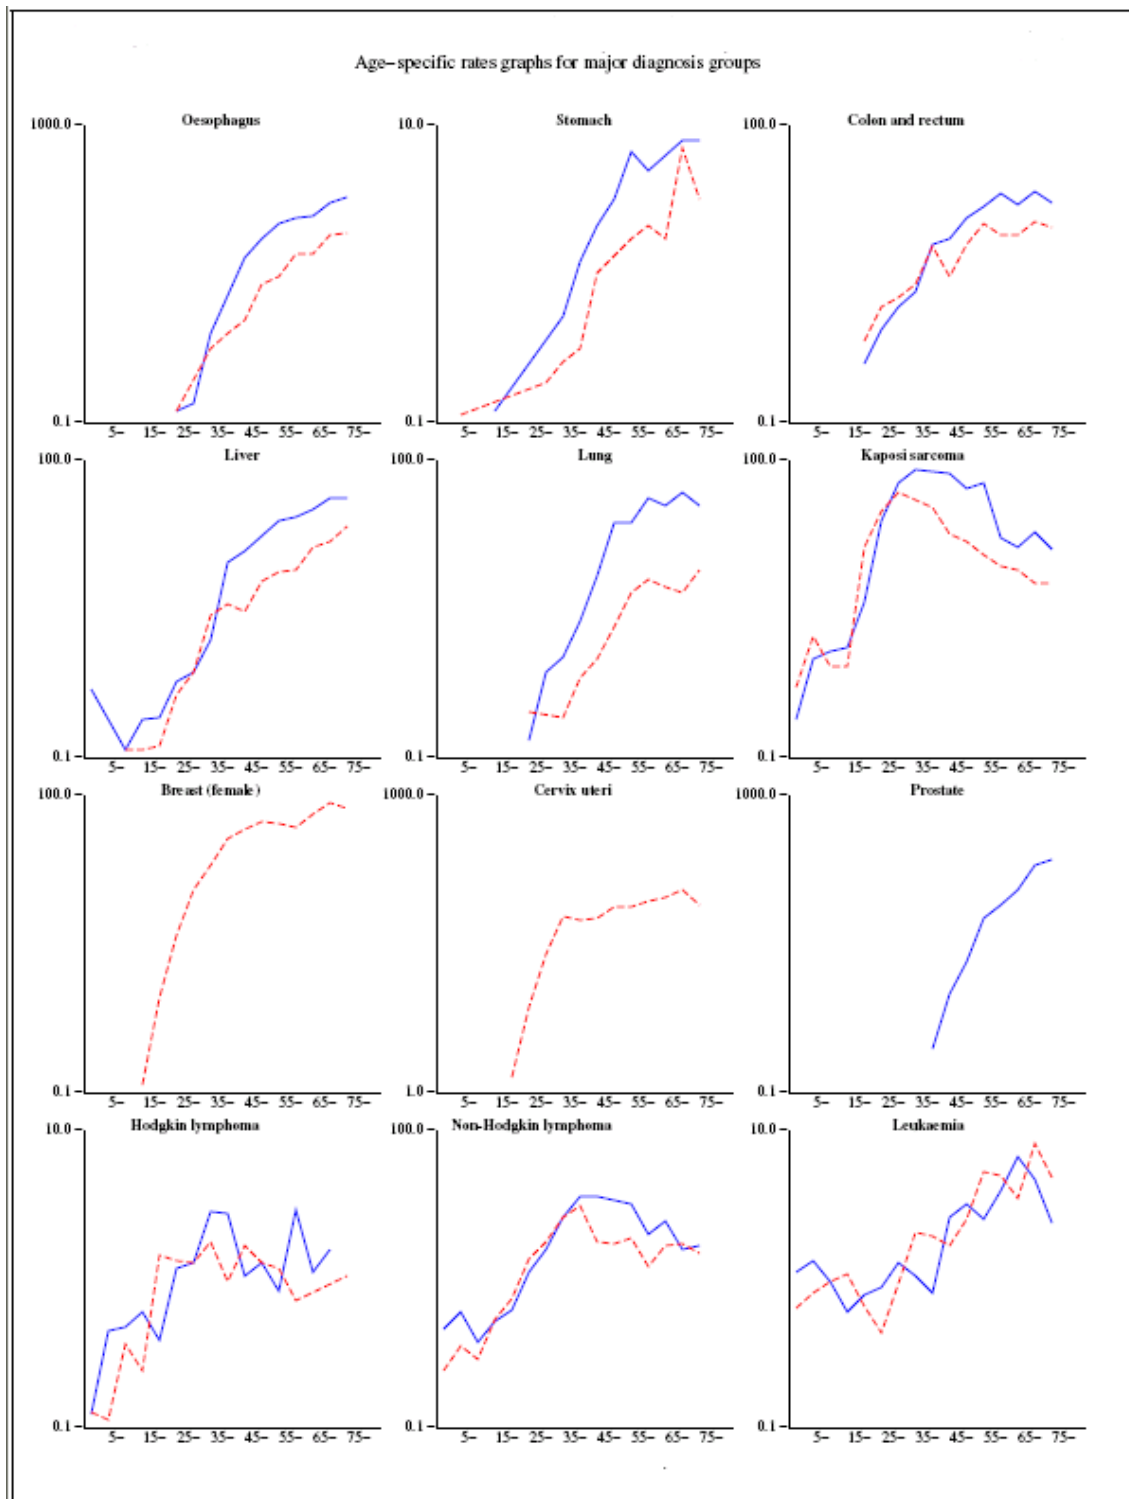 Age-specific rates graphs for major diagnosis groups
Oesophagus
1000.0
0.1
5- 15- 25- 35- 45- 55- 65- 75-
Stomach
10.0
0.1
5- 15- 25- 35- 45- 55- 65- 75-
Colon and rectum
100.0
0.1
5- 15- 25- 35- 45- 55- 65- 75-
Liver
100.0
0.1
5- 15- 25- 35- 45- 55- 65- 75-
Lung
100.0
0.1
5- 15- 25- 35- 45- 55- 65- 75-
Kaposi sarcoma
100.0
0.1
5- 15- 25- 35- 45- 55- 65- 75-
Breast (female)
100.0
0.1
5- 15- 25- 35- 45- 55- 65- 75-
Cervix uteri
1000.0
1.0
5- 15- 25- 35- 45- 55- 65- 75-
Prostate
1000.0
0.1
5- 15- 25- 35- 45- 55- 65- 75-
Hodgkin lymphoma
10.0
0.1
5- 15- 25- 35- 45- 55- 65- 75-
Non-Hodgkin lymphoma
100.0
0.1
5- 15- 25- 35- 45- 55- 65- 75-
Leukaemia
10.0
0.1
5- 15- 25- 35- 45- 55- 65- 75-